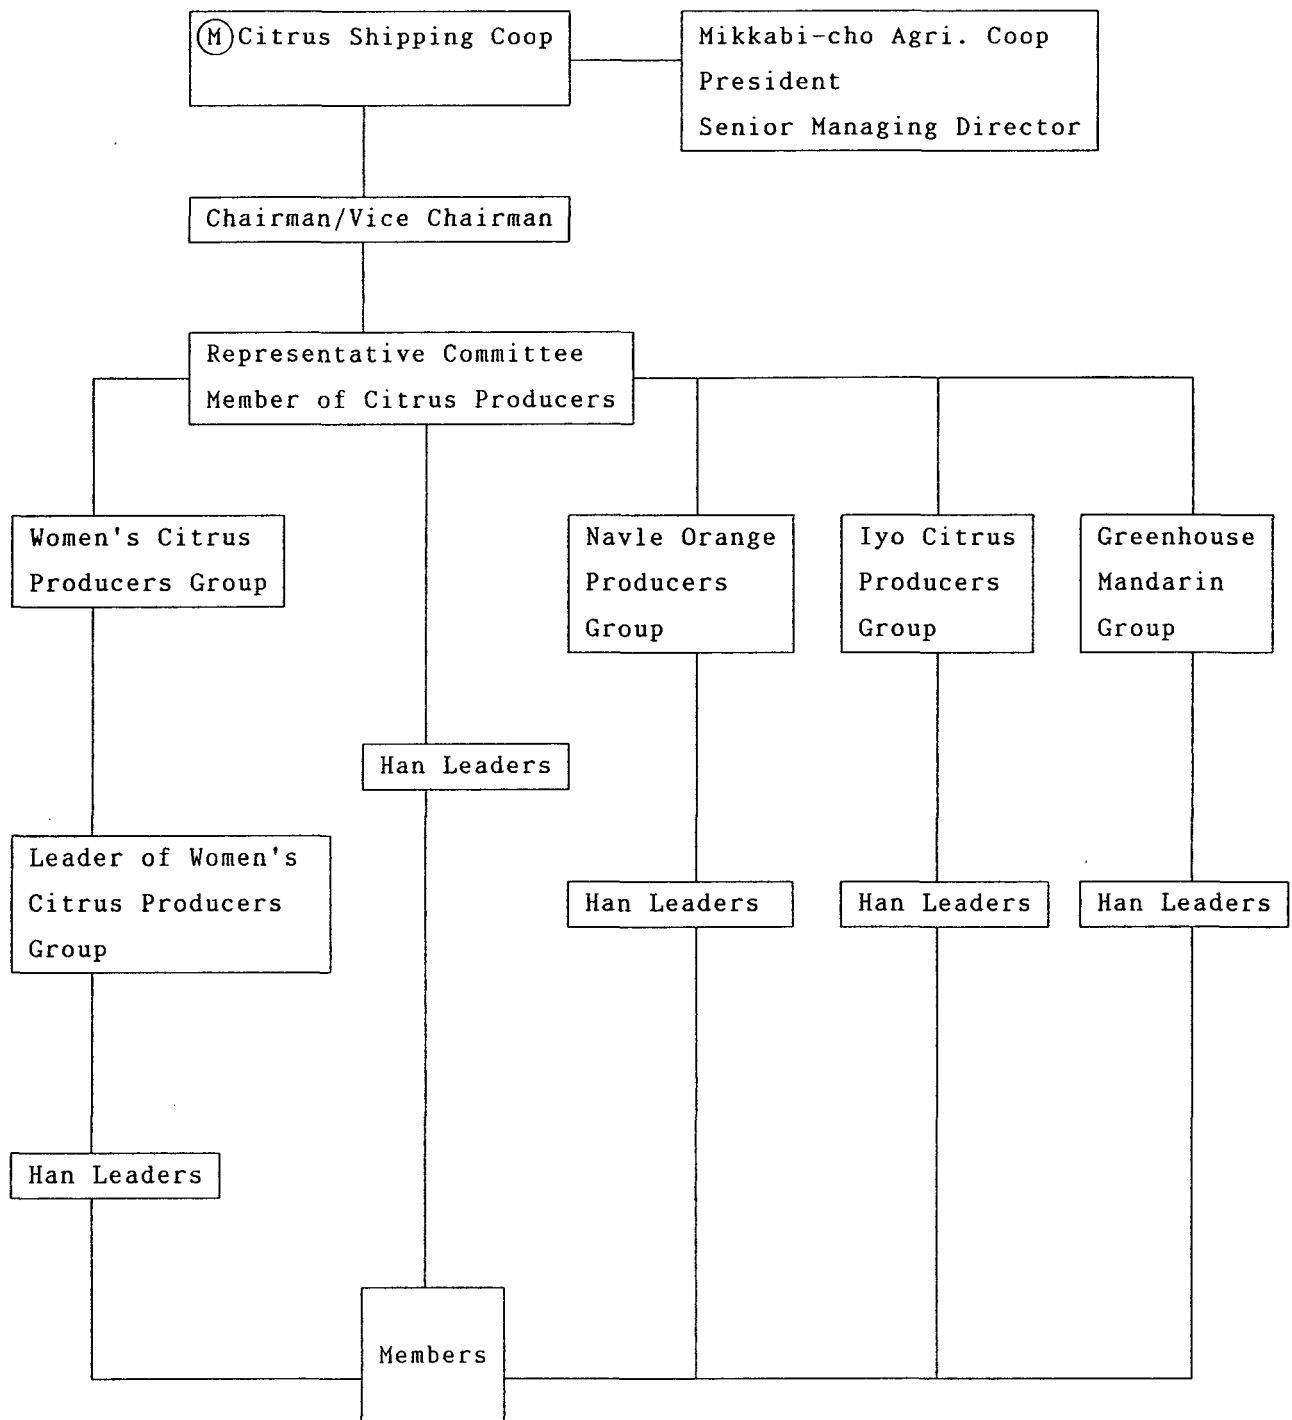 Ⓜ Citrus Shipping Coop
Mikkabi-cho Agri. Coop
President
Senior Managing Director
Chairman/Vice Chairman
Representative Committee
Member of Citrus Producers
Women's Citrus
Producers Group
Navle Orange
Producers
Group
Iyo Citrus
Producers
Group
Greenhouse
Mandarin
Group
Han Leaders
Leader of Women's
Citrus Producers
Group
Han Leaders
Han Leaders
Han Leaders
Han Leaders
Members